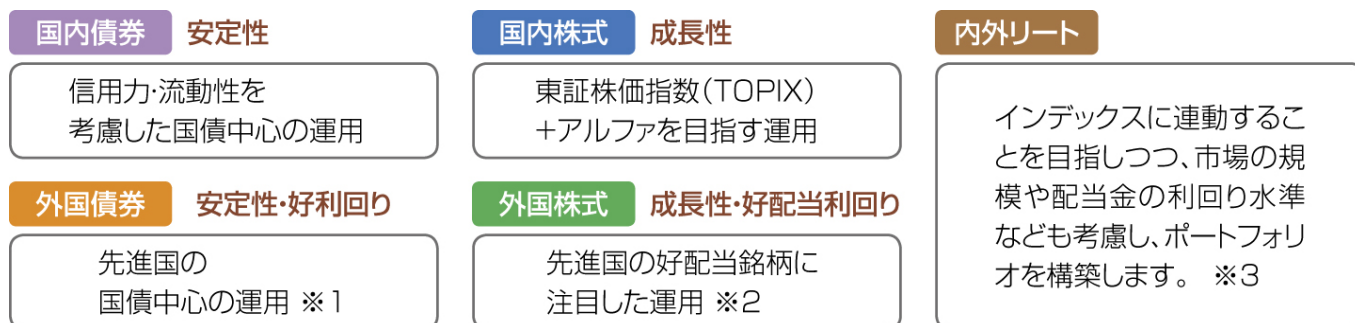 国内債券 安定性
信用力・流動性を
考慮した国債中心の運用
外国債券 安定性・好利回り
先進国の
国債中心の運用 ※1
国内株式 成長性
東証株価指数（TOPIX）
＋アルファを目指す運用
外国株式 成長性・好配当利回り
先進国の好配当銘柄に
注目した運用 ※2
内外リート
インデックスに連動するこ
とを目指しつつ、市場の規
模や配当金の利回り水準
なども考慮し、ポートフォリ
オを構築します。 ※3